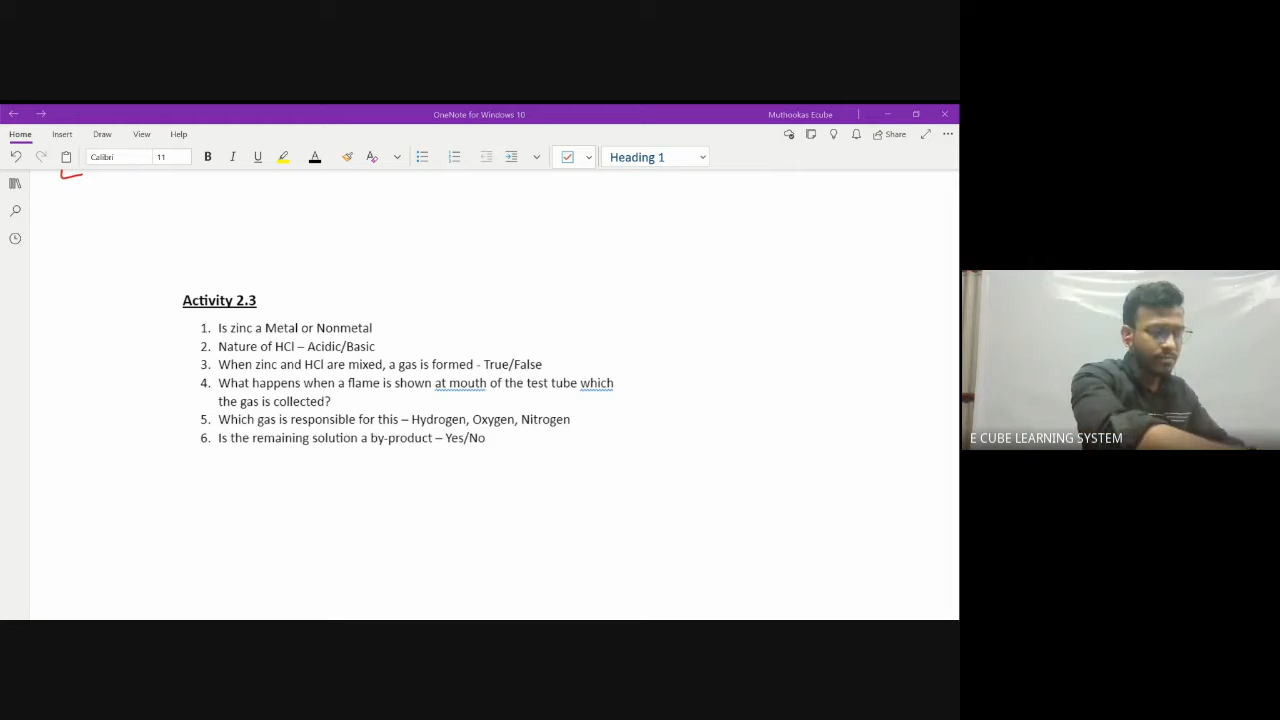 OneNote for Windows 10
Muthookas Ecube
Home Insert Draw View Help
Share
Calibri 11 B I U A Heading 1
Activity 2.3
1. Is zinc a Metal or Nonmetal
2. Nature of HCl – Acidic/Basic
3. When zinc and HCl are mixed, a gas is formed - True/False
4. What happens when a flame is shown at mouth of the test tube which
the gas is collected?
5. Which gas is responsible for this – Hydrogen, Oxygen, Nitrogen
6. Is the remaining solution a by-product – Yes/No
E CUBE LEARNING SYSTEM